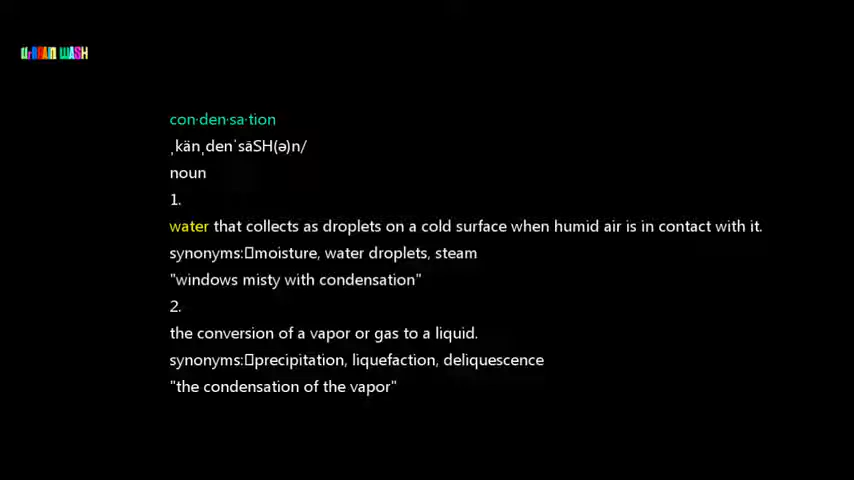 URBAN WASH
con·den·sa·tion
ˌkänˌdenˈsāSH(ə)n/
noun
1.
water that collects as droplets on a cold surface when humid air is in contact with it.
synonyms:▯moisture, water droplets, steam
"windows misty with condensation"
2.
the conversion of a vapor or gas to a liquid.
synonyms:▯precipitation, liquefaction, deliquescence
"the condensation of the vapor"